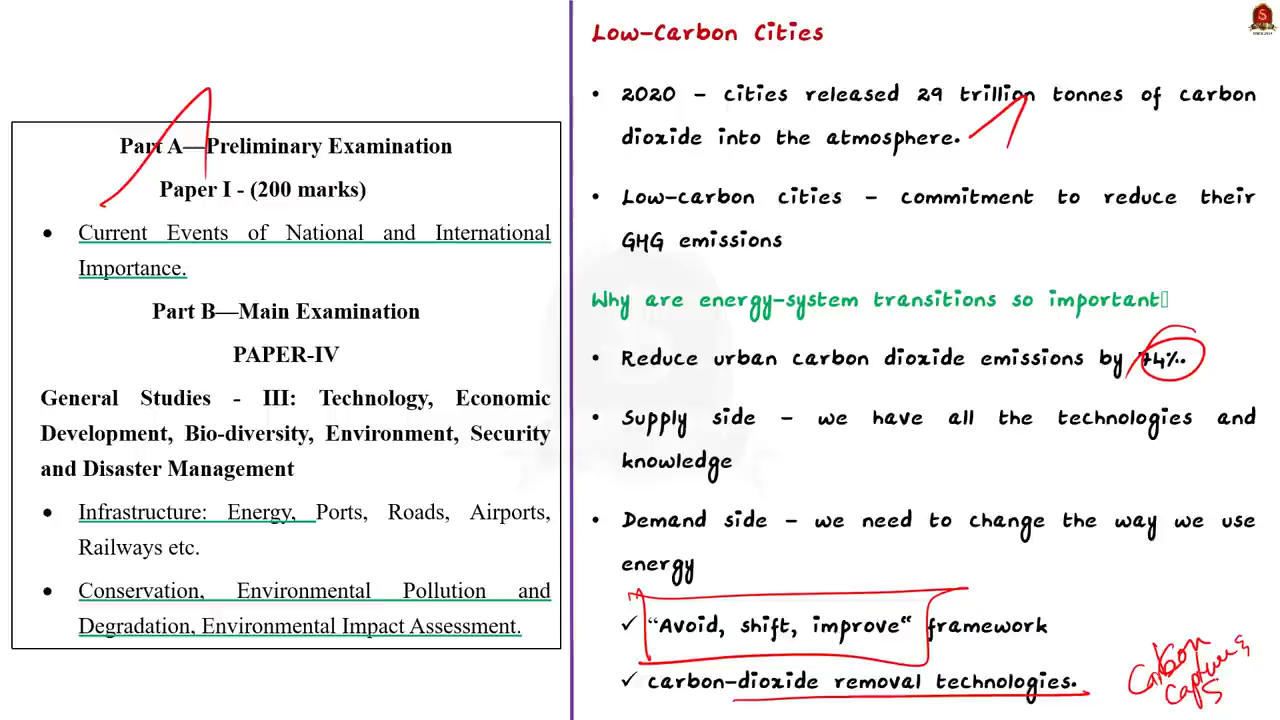 Part A—Preliminary Examination
Paper I - (200 marks)
• Current Events of National and International
Importance.
Part B—Main Examination
PAPER-IV
General Studies - III: Technology, Economic
Development, Bio-diversity, Environment, Security
and Disaster Management
• Infrastructure: Energy, Ports, Roads, Airports,
Railways etc.
• Conservation, Environmental Pollution and
Degradation, Environmental Impact Assessment.
Low-Carbon Cities
• 2020 - cities released 29 trillion tonnes of carbon
dioxide into the atmosphere.
• Low-carbon cities - commitment to reduce their
GHG emissions
Why are energy-system transitions so important
• Reduce urban carbon dioxide emissions by 74%.
• Supply side - we have all the technologies and
knowledge
• Demand side - we need to change the way we use
energy
✓ "Avoid, shift, improve" framework
✓ carbon-dioxide removal technologies.
Carbon
Capture &
S